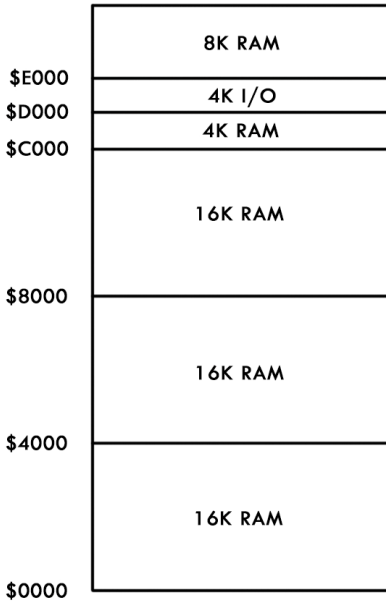 8K RAM
$E000
4K I/O
$D000
4K RAM
$C000
16K RAM
$8000
16K RAM
$4000
16K RAM
$0000